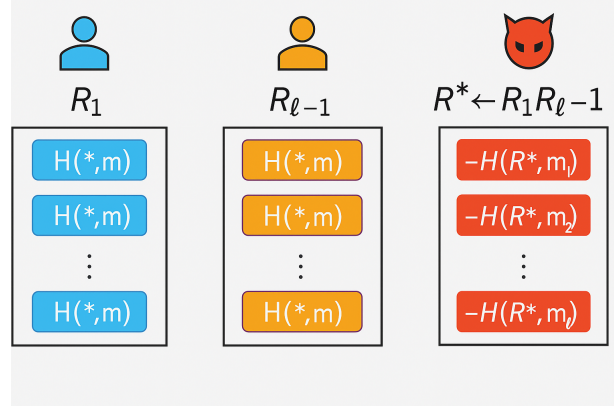 R₁
R_ℓ₋₁
R* ← R₁R_ℓ₋₁
H(*,m)
H(*,m)
⋮
H(*,m)
H(*,m)
H(*,m)
⋮
H(*,m)
–H(R*,m₁)
–H(R*,m₂)
⋮
–H(R*,m_ℓ)